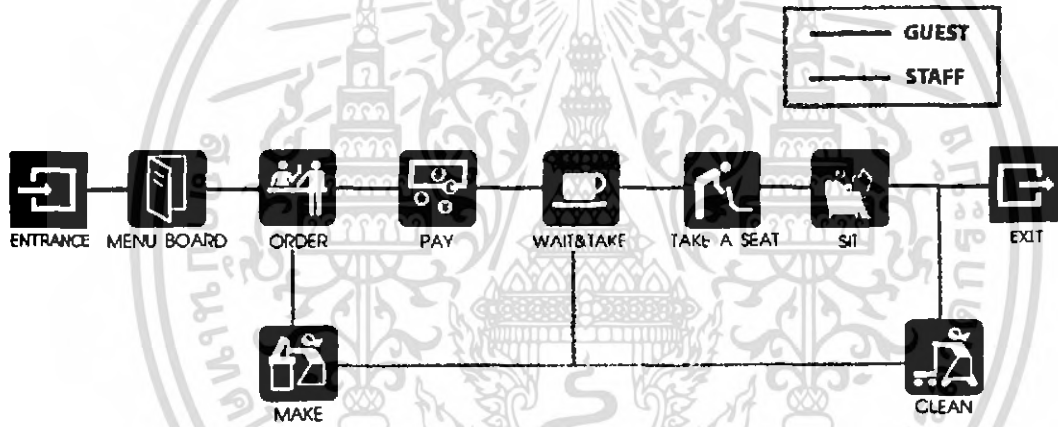 GUEST
STAFF
ENTRANCE
MENU BOARD
ORDER
PAY
WAIT&TAKE
TAKE A SEAT
SIT
EXIT
MAKE
CLEAN